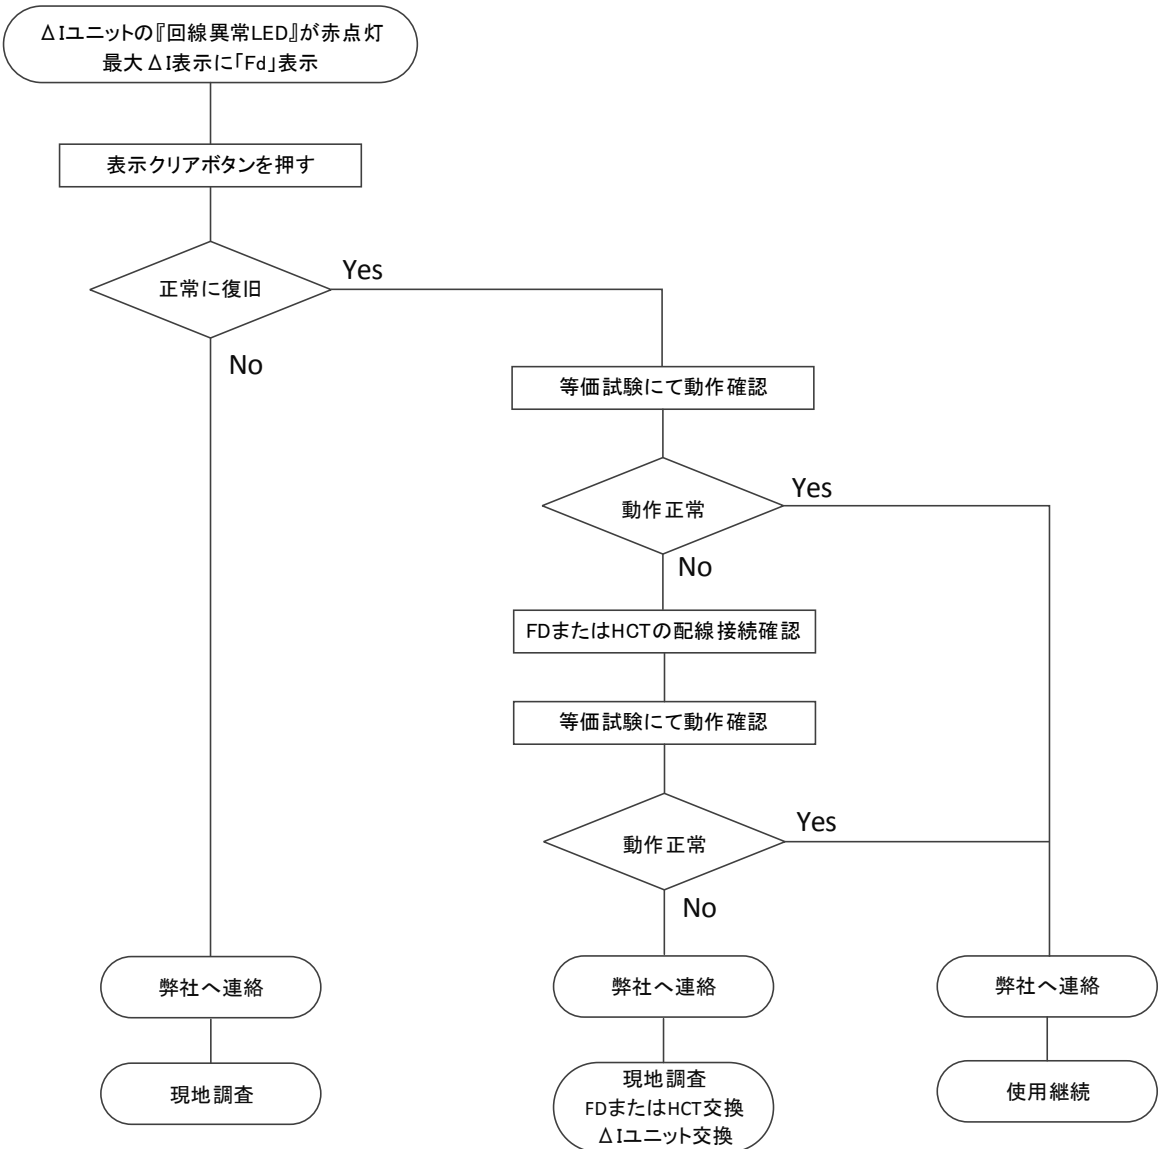 ΔIユニットの『回線異常LED』が赤点灯
最大ΔI表示に「Fd」表示
表示クリアボタンを押す
正常に復旧
Yes
No
等価試験にて動作確認
動作正常
Yes
No
FDまたはHCTの配線接続確認
等価試験にて動作確認
動作正常
Yes
No
弊社へ連絡
弊社へ連絡
弊社へ連絡
現地調査
現地調査
FDまたはHCT交換
ΔIユニット交換
使用継続